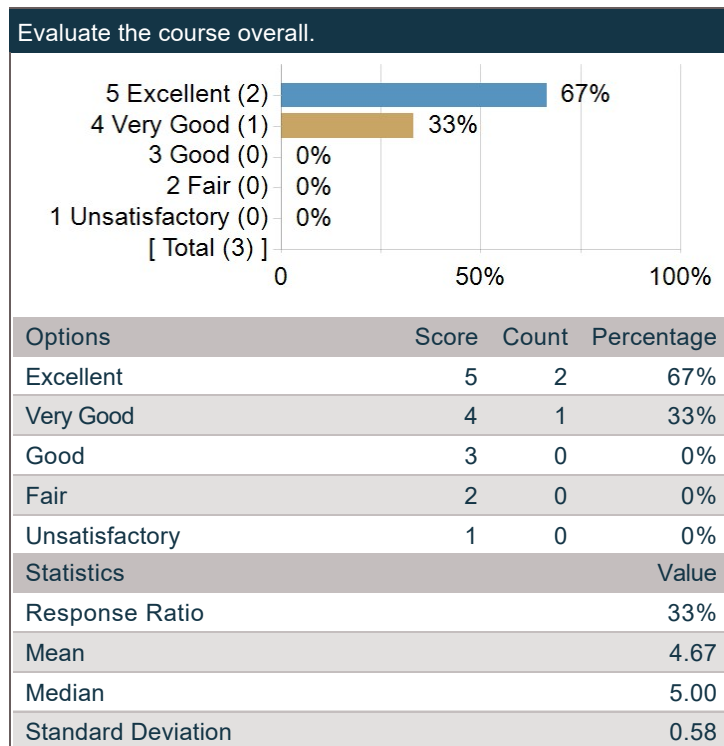 Evaluate the course overall.
5 Excellent (2) 67%
4 Very Good (1) 33%
3 Good (0) 0%
2 Fair (0) 0%
1 Unsatisfactory (0) 0%
[ Total (3) ]
0 50% 100%
Options Score Count Percentage
Excellent 5 2 67%
Very Good 4 1 33%
Good 3 0 0%
Fair 2 0 0%
Unsatisfactory 1 0 0%
Statistics Value
Response Ratio 33%
Mean 4.67
Median 5.00
Standard Deviation 0.58